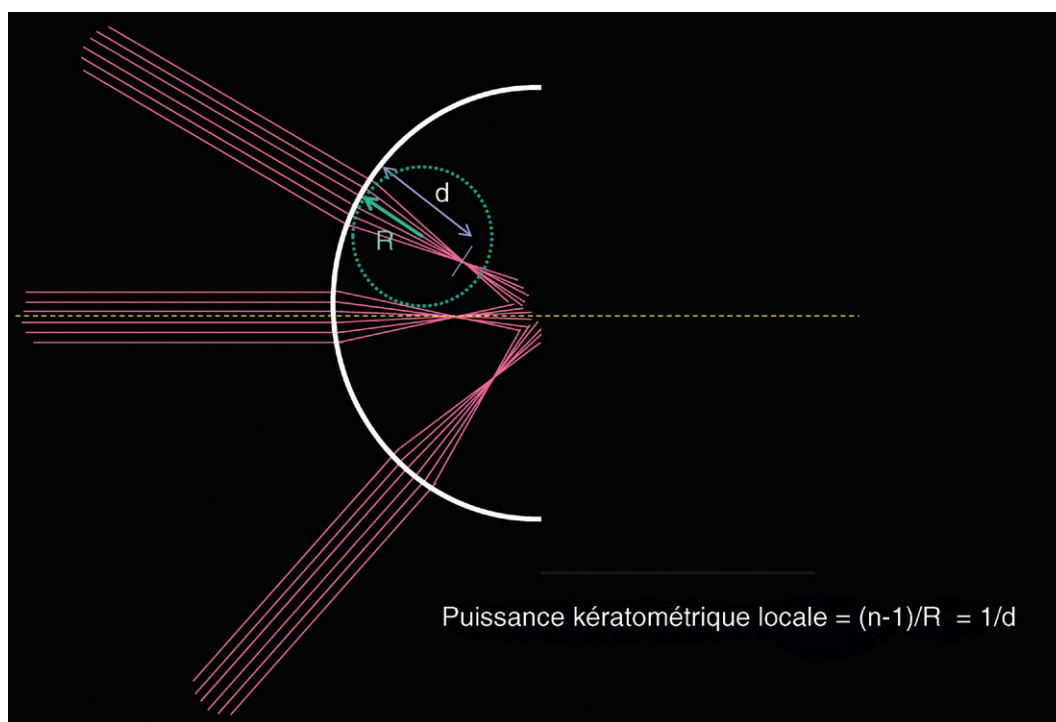 d
R
Puissance kératométrique locale = (n-1)/R = 1/d